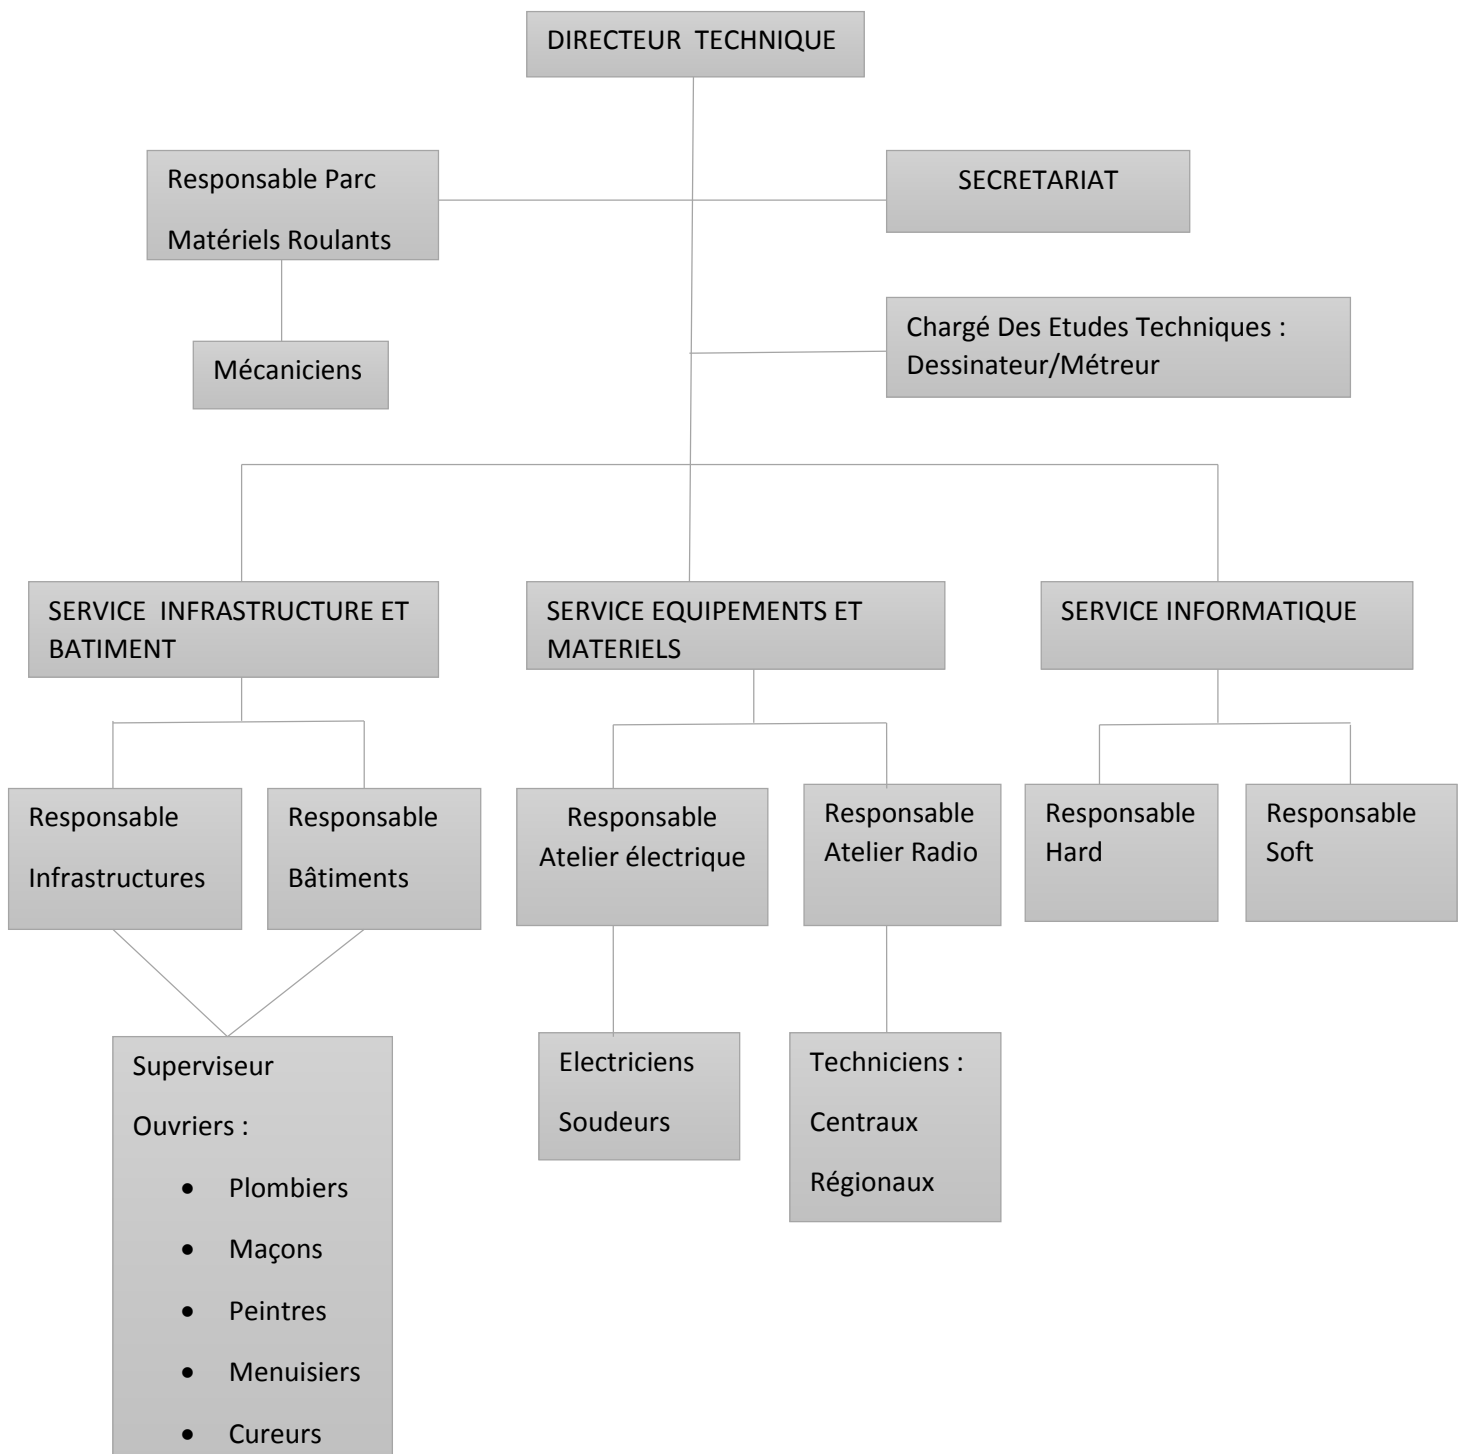 DIRECTEUR  TECHNIQUE
Responsable Parc
Matériels Roulants
SECRETARIAT
Mécaniciens
Chargé Des Etudes Techniques :
Dessinateur/Métreur
SERVICE  INFRASTRUCTURE ET
BATIMENT
SERVICE EQUIPEMENTS ET
MATERIELS
SERVICE INFORMATIQUE
Responsable
Infrastructures
Responsable
Bâtiments
Responsable
Atelier électrique
Responsable
Atelier Radio
Responsable
Hard
Responsable
Soft
Superviseur
Ouvriers :
• Plombiers
• Maçons
• Peintres
• Menuisiers
• Cureurs
Electriciens
Soudeurs
Techniciens :
Centraux
Régionaux